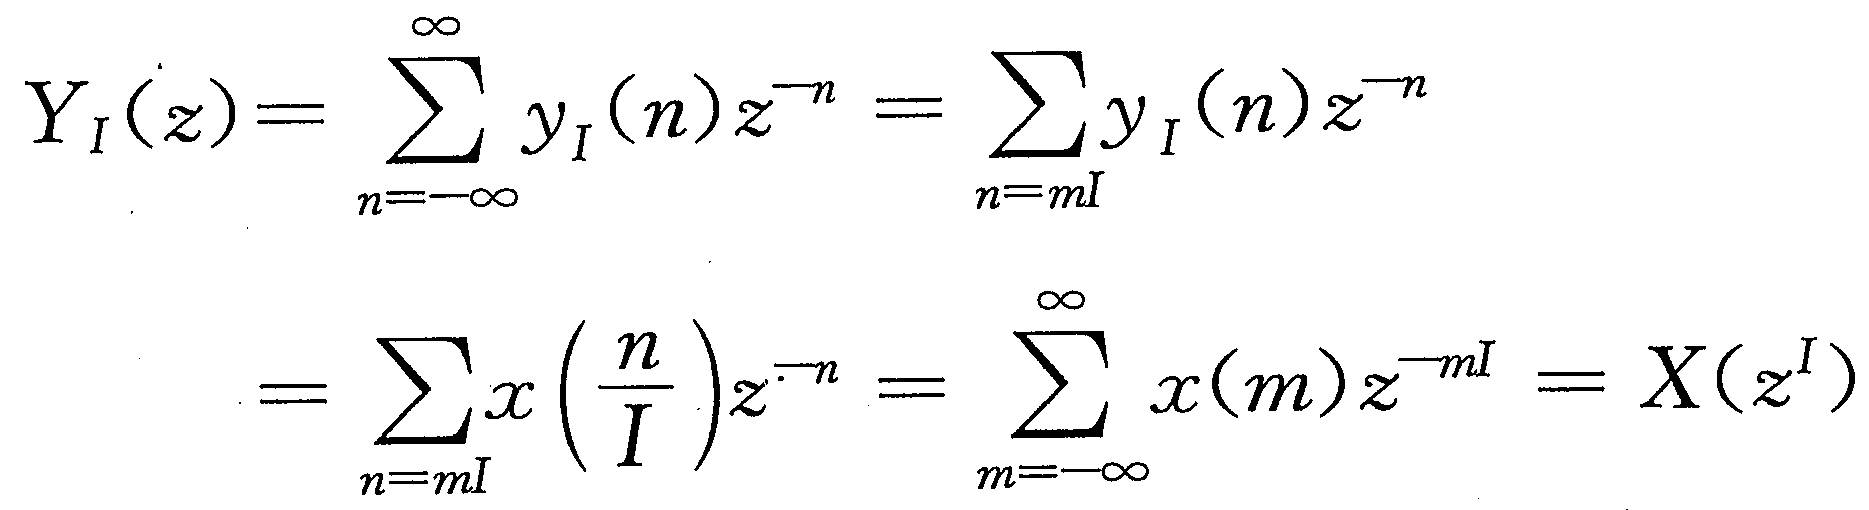 $Y_I(z)=\sum_{n=-\infty}^{\infty} y_I(n)z^{-n}=\sum_{n=mI} y_I(n)z^{-n}$
$=\sum_{n=mI} x\left(\frac{n}{I}\right)z^{-n}=\sum_{m=-\infty}^{\infty} x(m)z^{-mI}=X(z^I)$